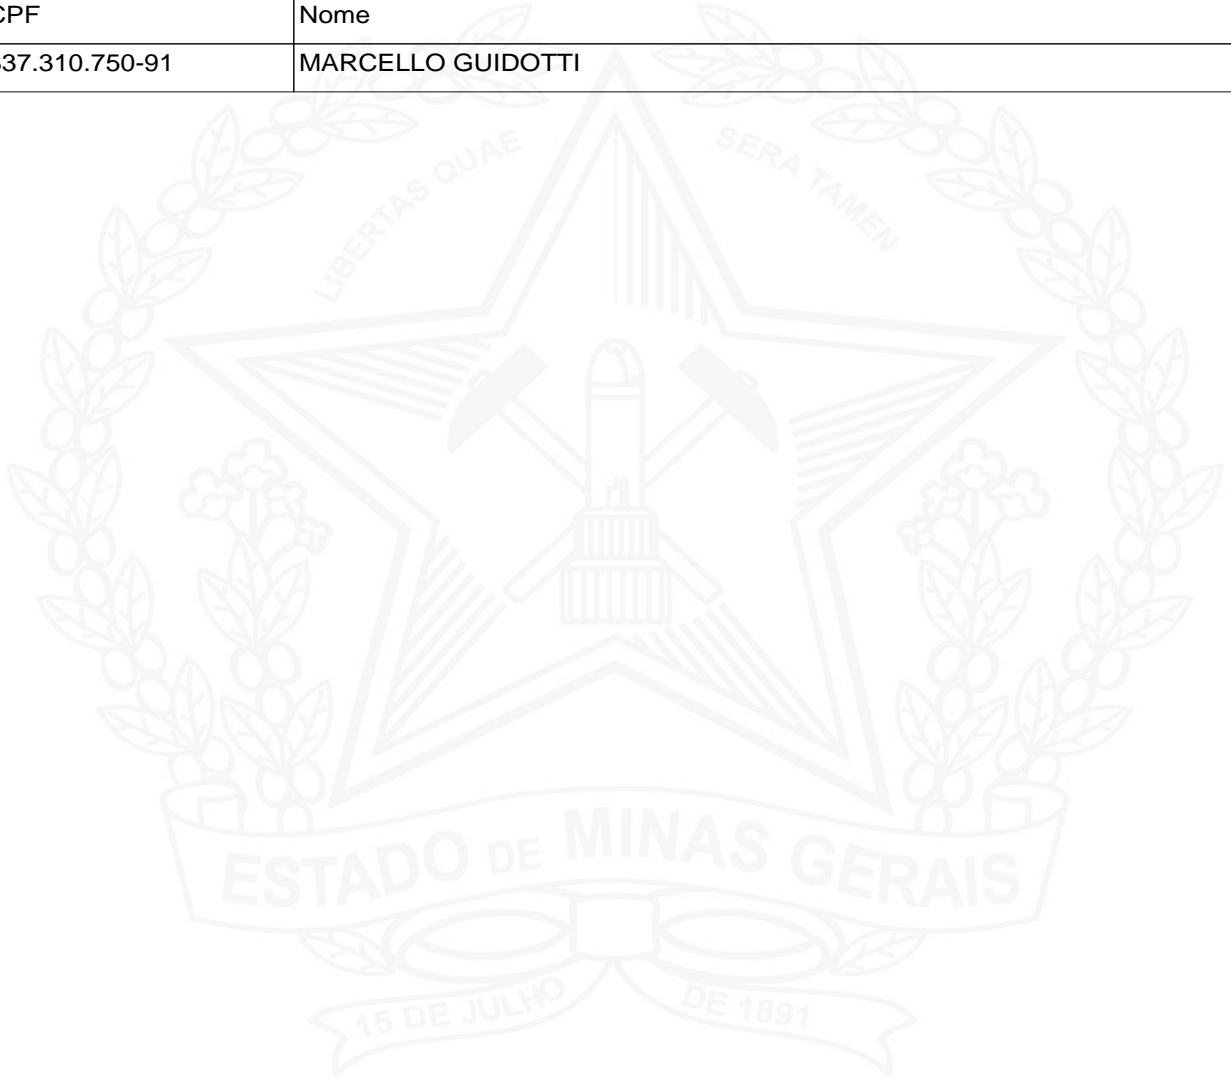 CPF Nome
37.310.750-91 MARCELLO GUIDOTTI
LIBERTAS QUAE SERA TAMEN
ESTADO DE MINAS GERAIS
15 DE JULHO DE 1891